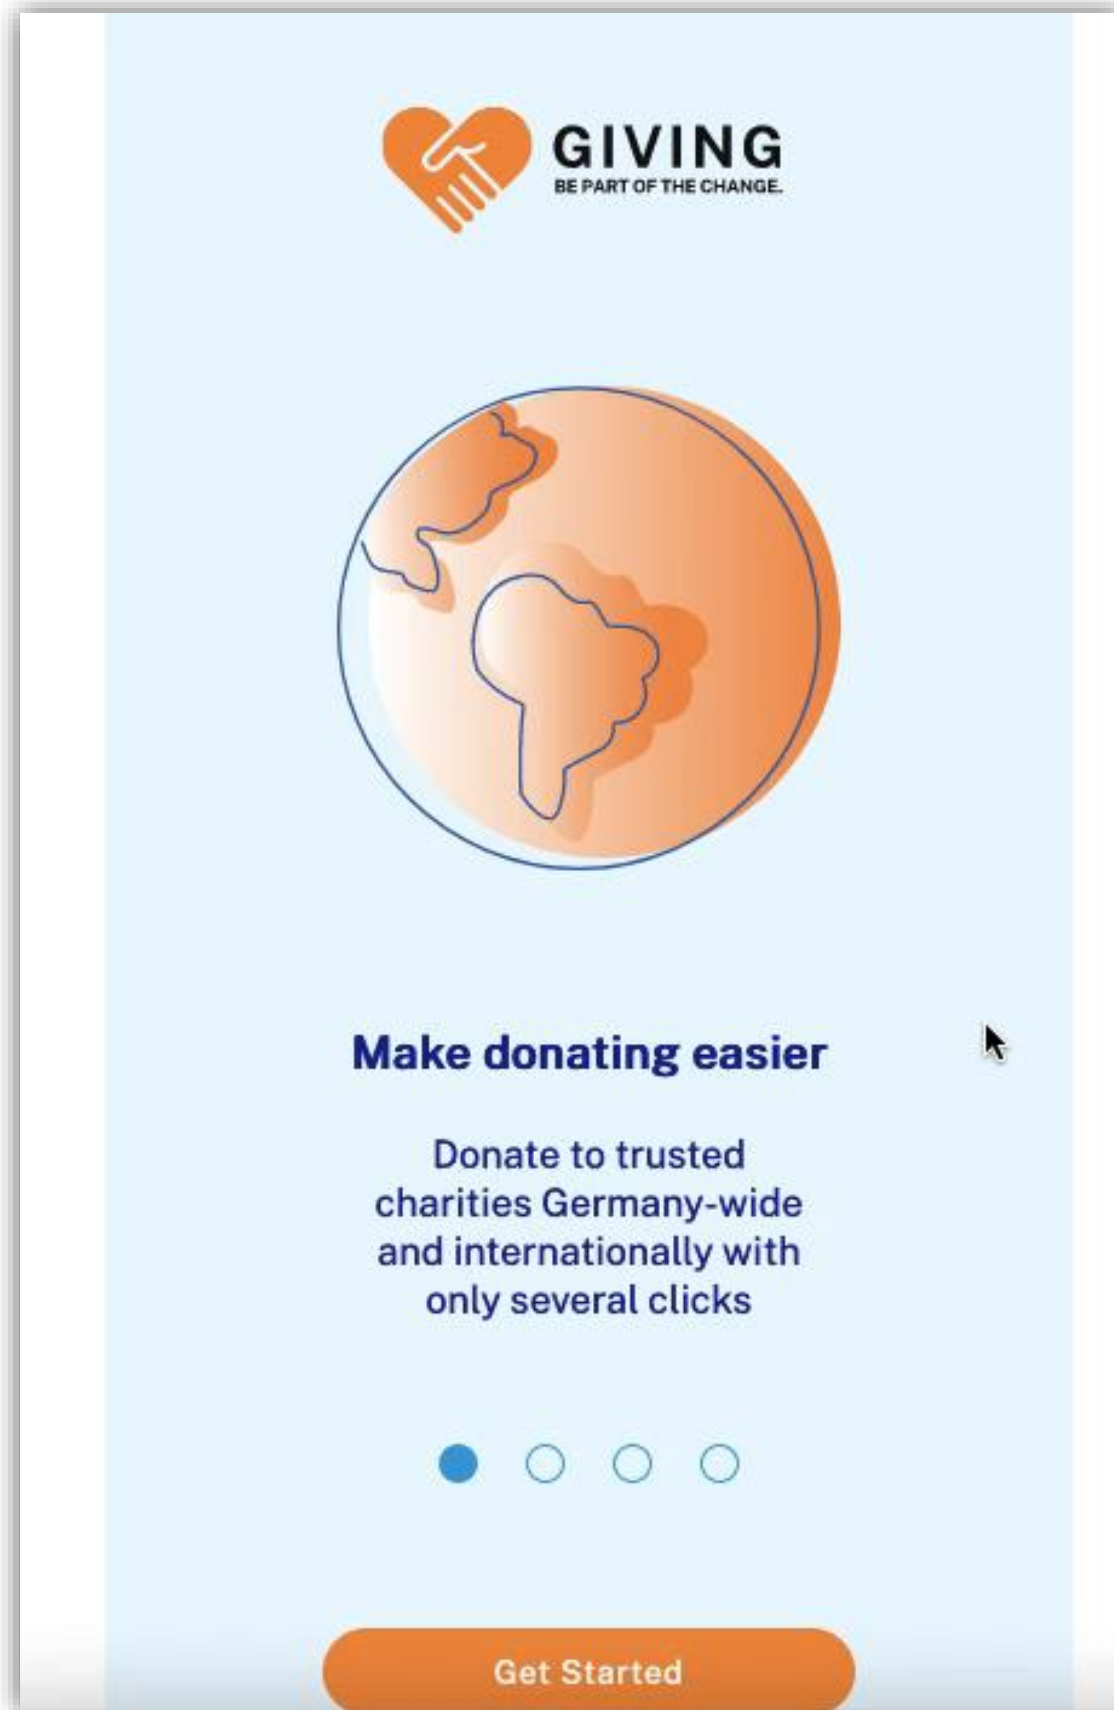 GIVING
BE PART OF THE CHANGE.
Make donating easier
Donate to trusted
charities Germany-wide
and internationally with
only several clicks
Get Started